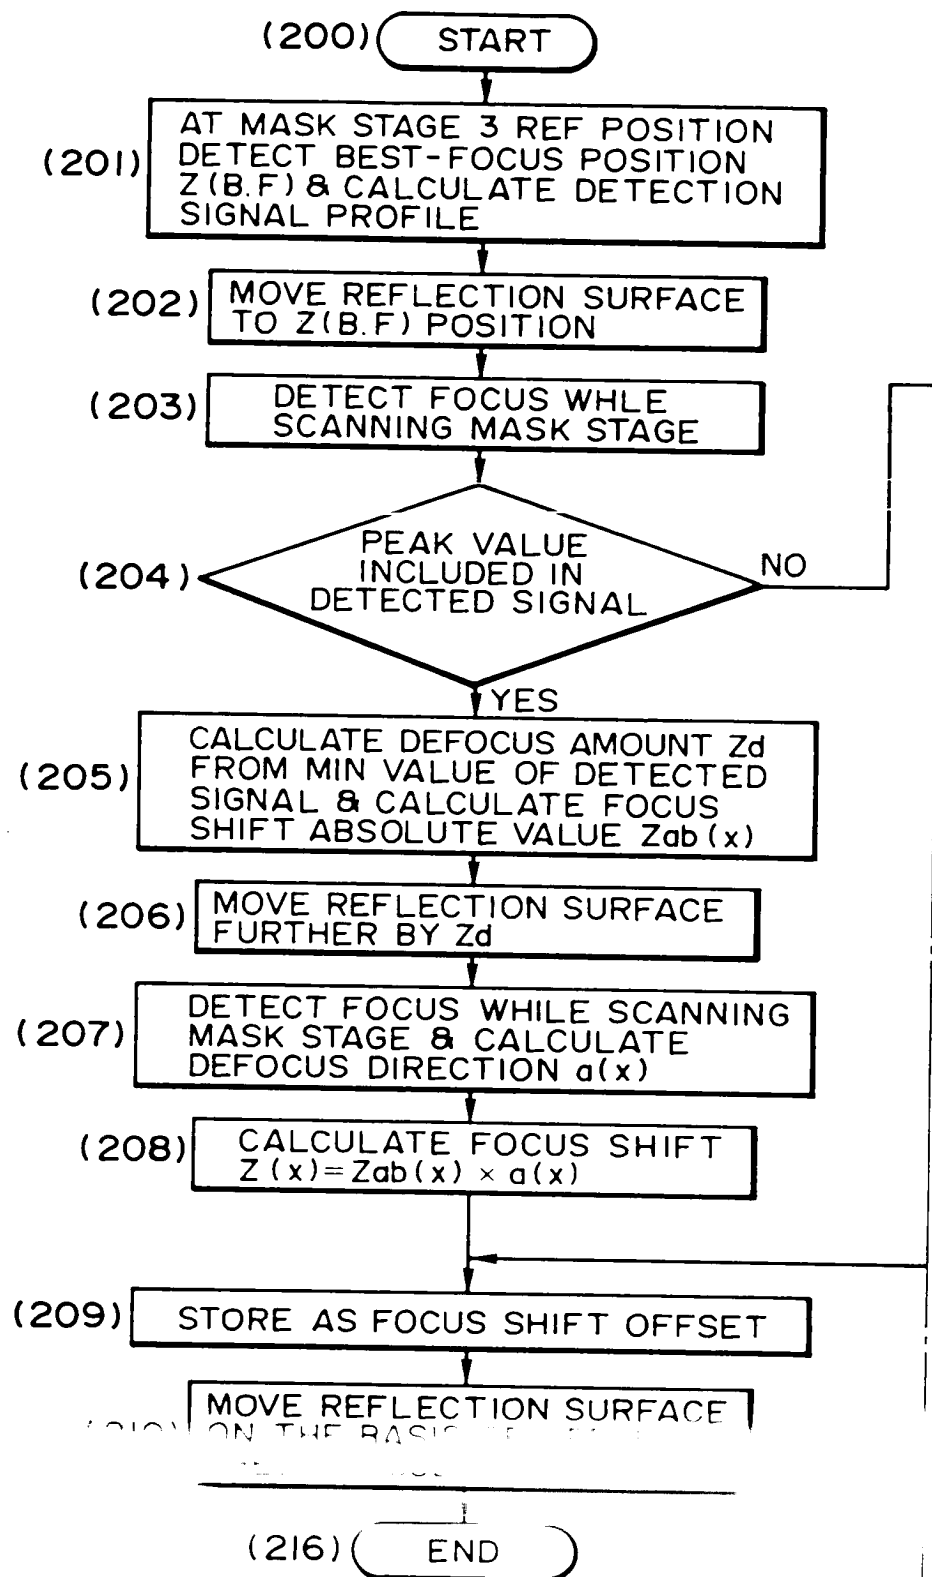 (200) START
(201)
AT MASK STAGE 3 REF POSITION
DETECT BEST-FOCUS POSITION
Z(B.F) & CALCULATE DETECTION
SIGNAL PROFILE
(202)
MOVE REFLECTION SURFACE
TO Z(B.F) POSITION
(203)
DETECT FOCUS WHLE
SCANNING MASK STAGE
(204)
PEAK VALUE
INCLUDED IN
DETECTED SIGNAL
NO
YES
(205)
CALCULATE DEFOCUS AMOUNT Zd
FROM MIN VALUE OF DETECTED
SIGNAL & CALCULATE FOCUS
SHIFT ABSOLUTE VALUE Zab(x)
(206)
MOVE REFLECTION SURFACE
FURTHER BY Zd
(207)
DETECT FOCUS WHILE SCANNING
MASK STAGE & CALCULATE
DEFOCUS DIRECTION a(x)
(208)
CALCULATE FOCUS SHIFT
Z(x)=Zab(x) × a(x)
(209) STORE AS FOCUS SHIFT OFFSET
MOVE REFLECTION SURFACE
(210) ON THE BASIS
(216) END